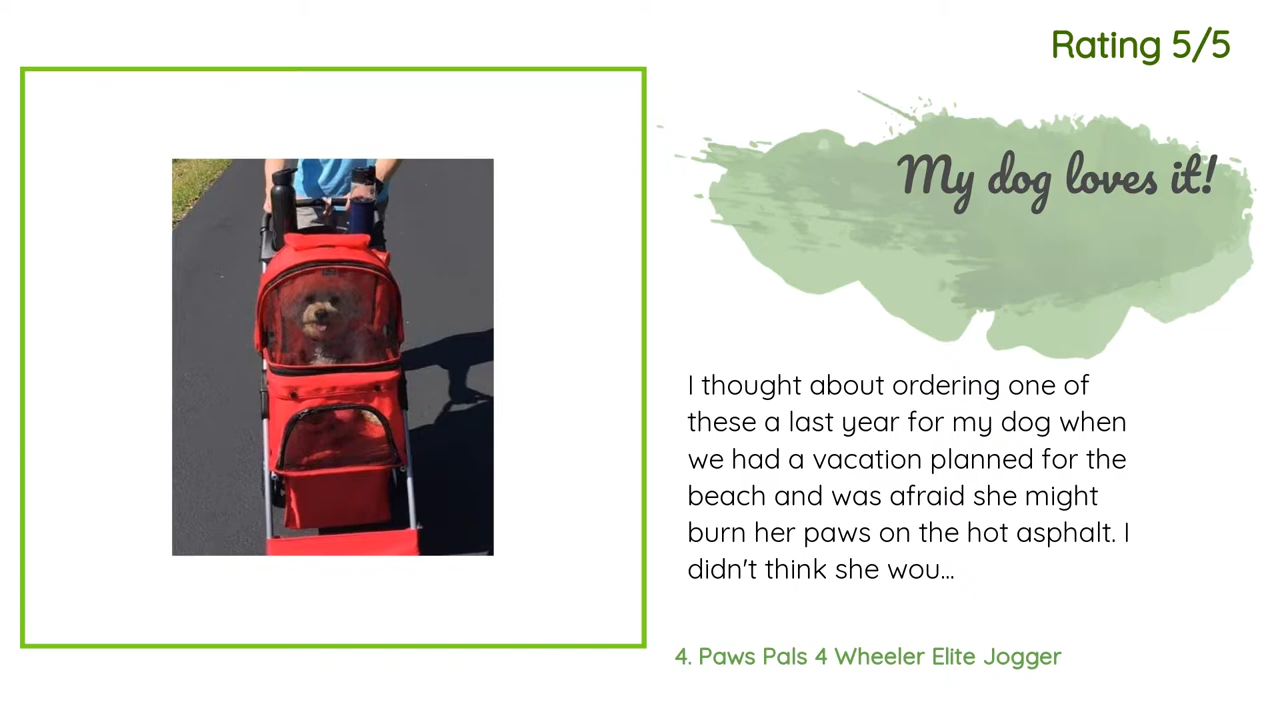 Rating 5/5
My dog loves it!
I thought about ordering one of
these a last year for my dog when
we had a vacation planned for the
beach and was afraid she might
burn her paws on the hot asphalt. I
didn't think she wou...
4. Paws Pals 4 Wheeler Elite Jogger